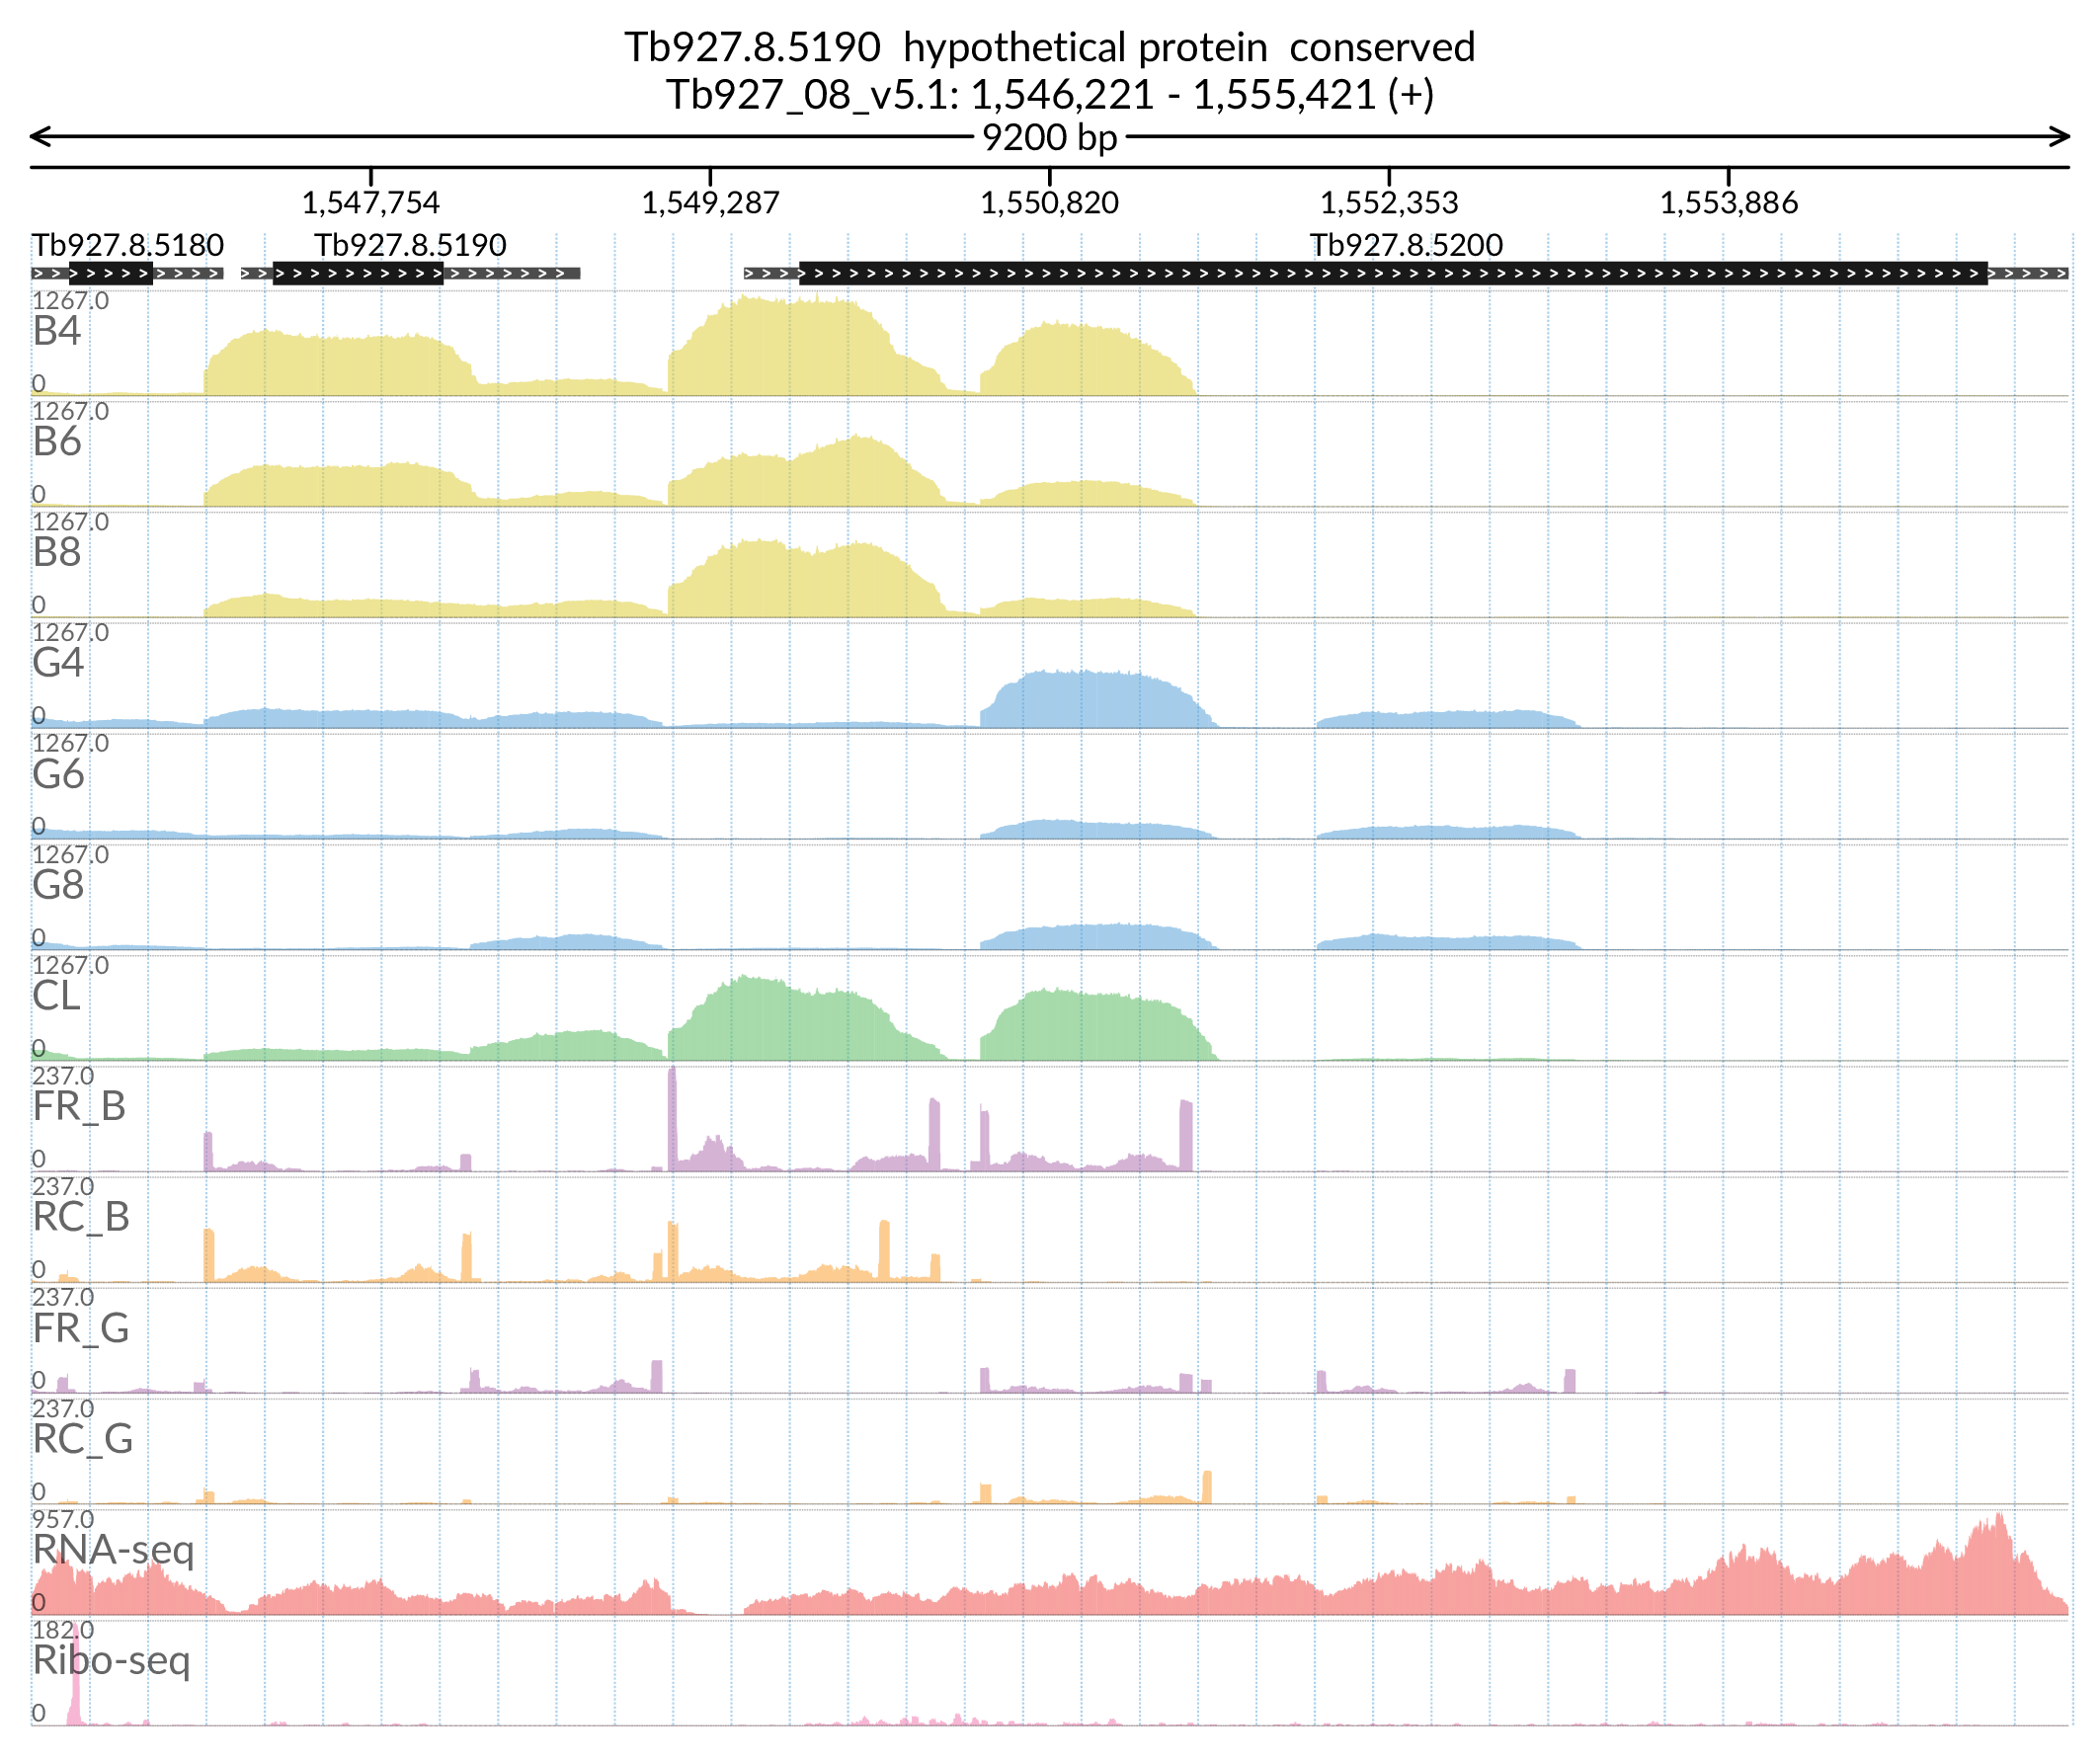 Tb927.8.5190 hypothetical protein conserved
Tb927_08_v5.1: 1,546,221 - 1,555,421 (+)
9200 bp
1,547,754 1,549,287 1,550,820 1,552,353 1,553,886
Tb927.8.5180 Tb927.8.5190 Tb927.8.5200
1267.0
B4
0
1267.0
B6
0
1267.0
B8
0
1267.0
G4
0
1267.0
G6
0
1267.0
G8
0
1267.0
CL
0
237.0
FR_B
0
237.0
RC_B
0
237.0
FR_G
0
237.0
RC_G
0
957.0
RNA-seq
0
1820
Ribo-seq
0